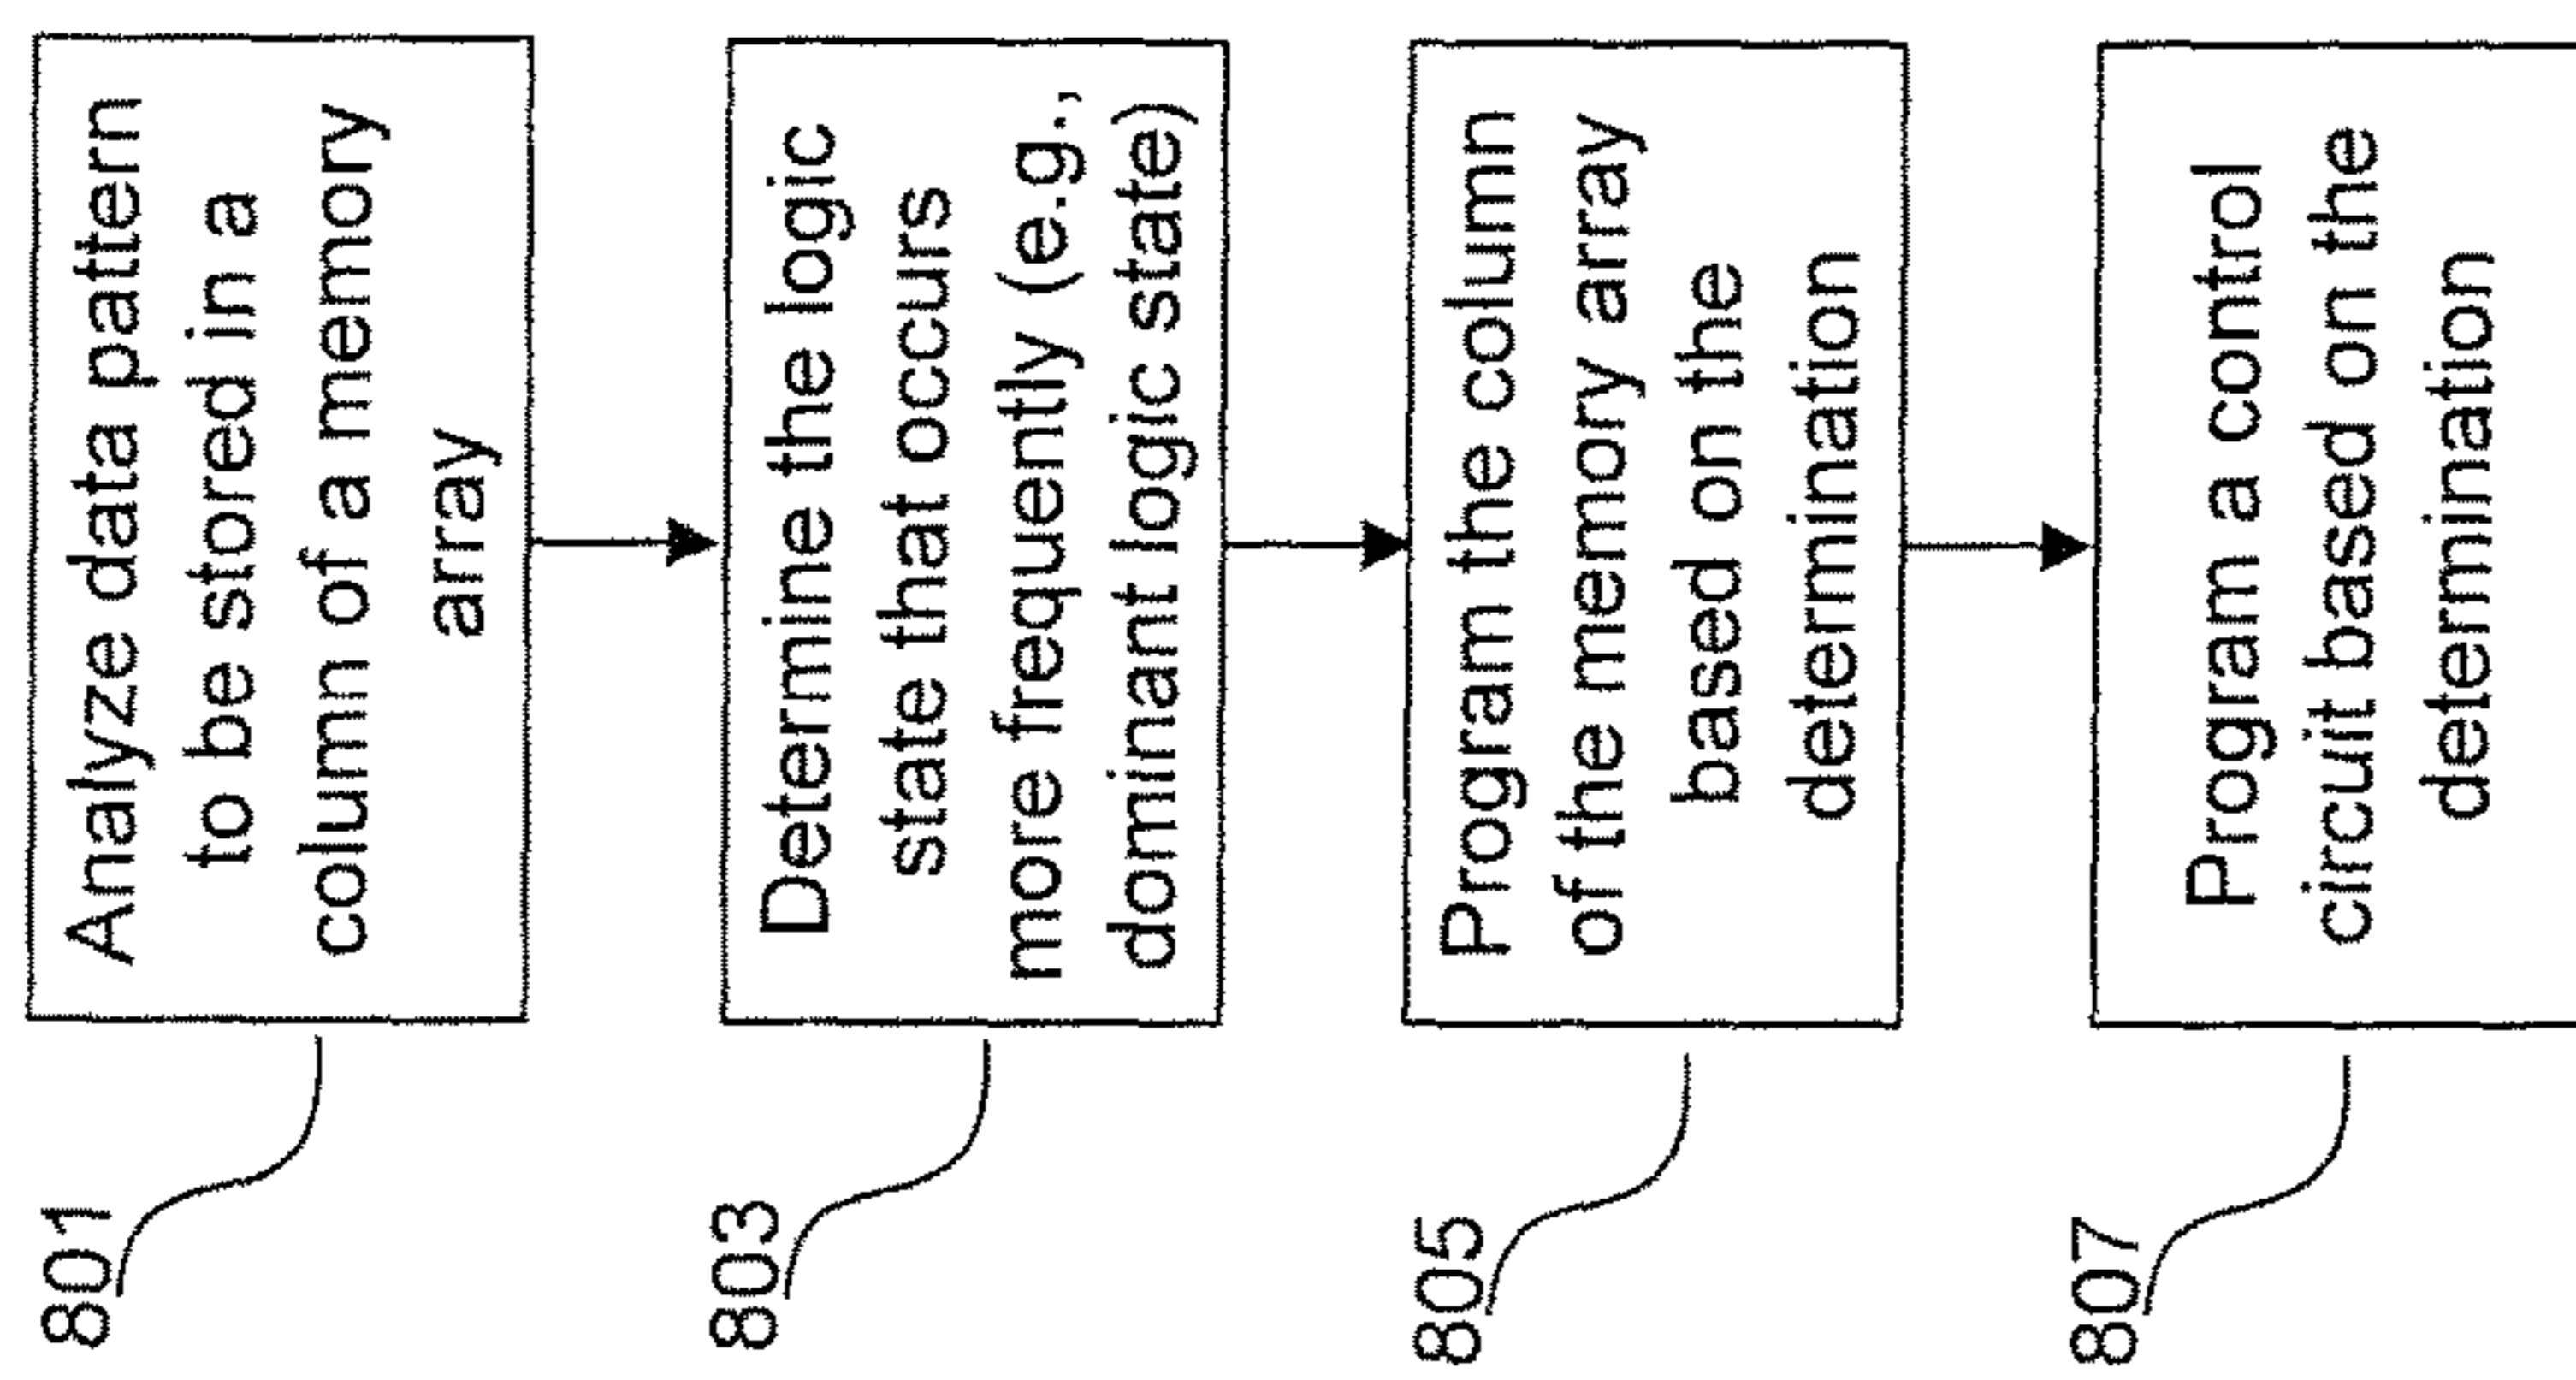 801
Analyze data pattern
to be stored in a
column of a memory
array
803
Determine the logic
state that occurs
more frequently (e.g.,
dominant logic state)
805
Program the column
of the memory array
based on the
determination
807
Program a control
circuit based on the
determination